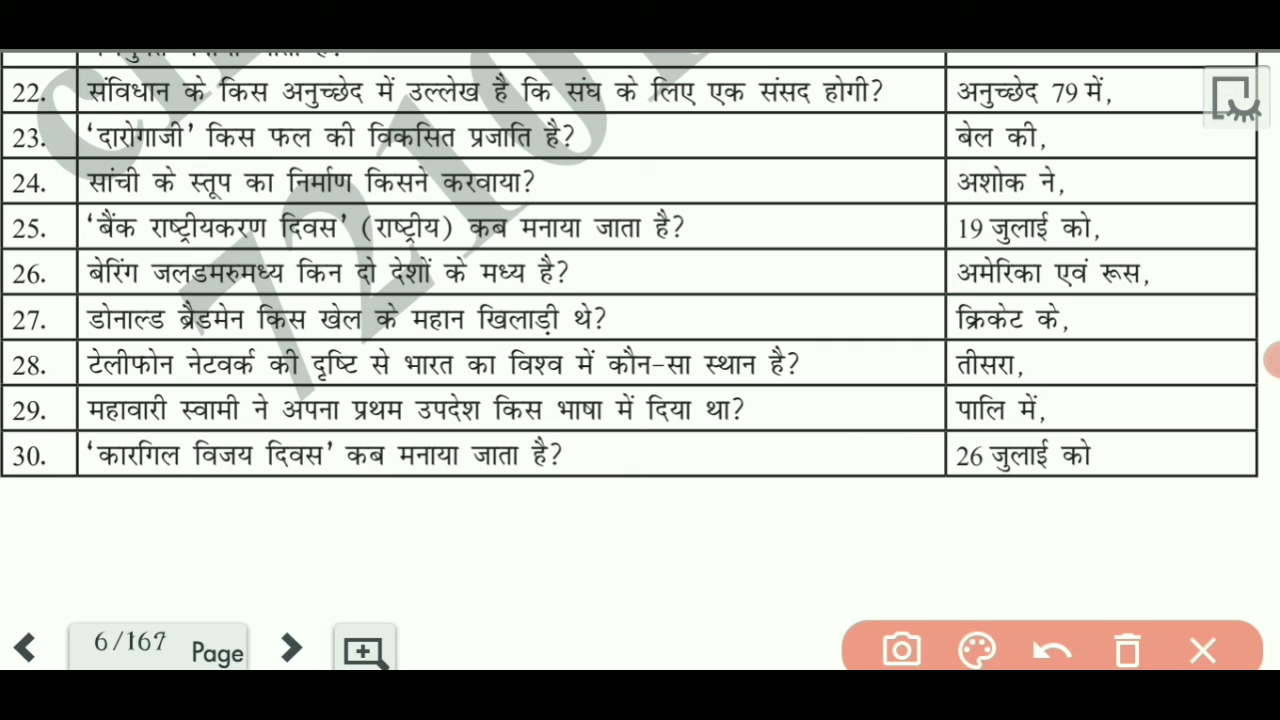 22. संविधान के किस अनुच्छेद में उल्लेख है कि संघ के लिए एक संसद होगी? अनुच्छेद 79 में,
23. ‘दारोगाजी’ किस फल की विकसित प्रजाति है? बेल की,
24. सांची के स्तूप का निर्माण किसने करवाया? अशोक ने,
25. ‘बैंक राष्ट्रीयकरण दिवस’ (राष्ट्रीय) कब मनाया जाता है? 19 जुलाई को,
26. बेरिंग जलडमरुमध्य किन दो देशों के मध्य है? अमेरिका एवं रूस,
27. डोनाल्ड ब्रैडमेन किस खेल के महान खिलाड़ी थे? क्रिकेट के,
28. टेलीफोन नेटवर्क की दृष्टि से भारत का विश्व में कौन-सा स्थान है? तीसरा,
29. महावारी स्वामी ने अपना प्रथम उपदेश किस भाषा में दिया था? पालि में,
30. ‘कारगिल विजय दिवस’ कब मनाया जाता है? 26 जुलाई को
6/167 Page